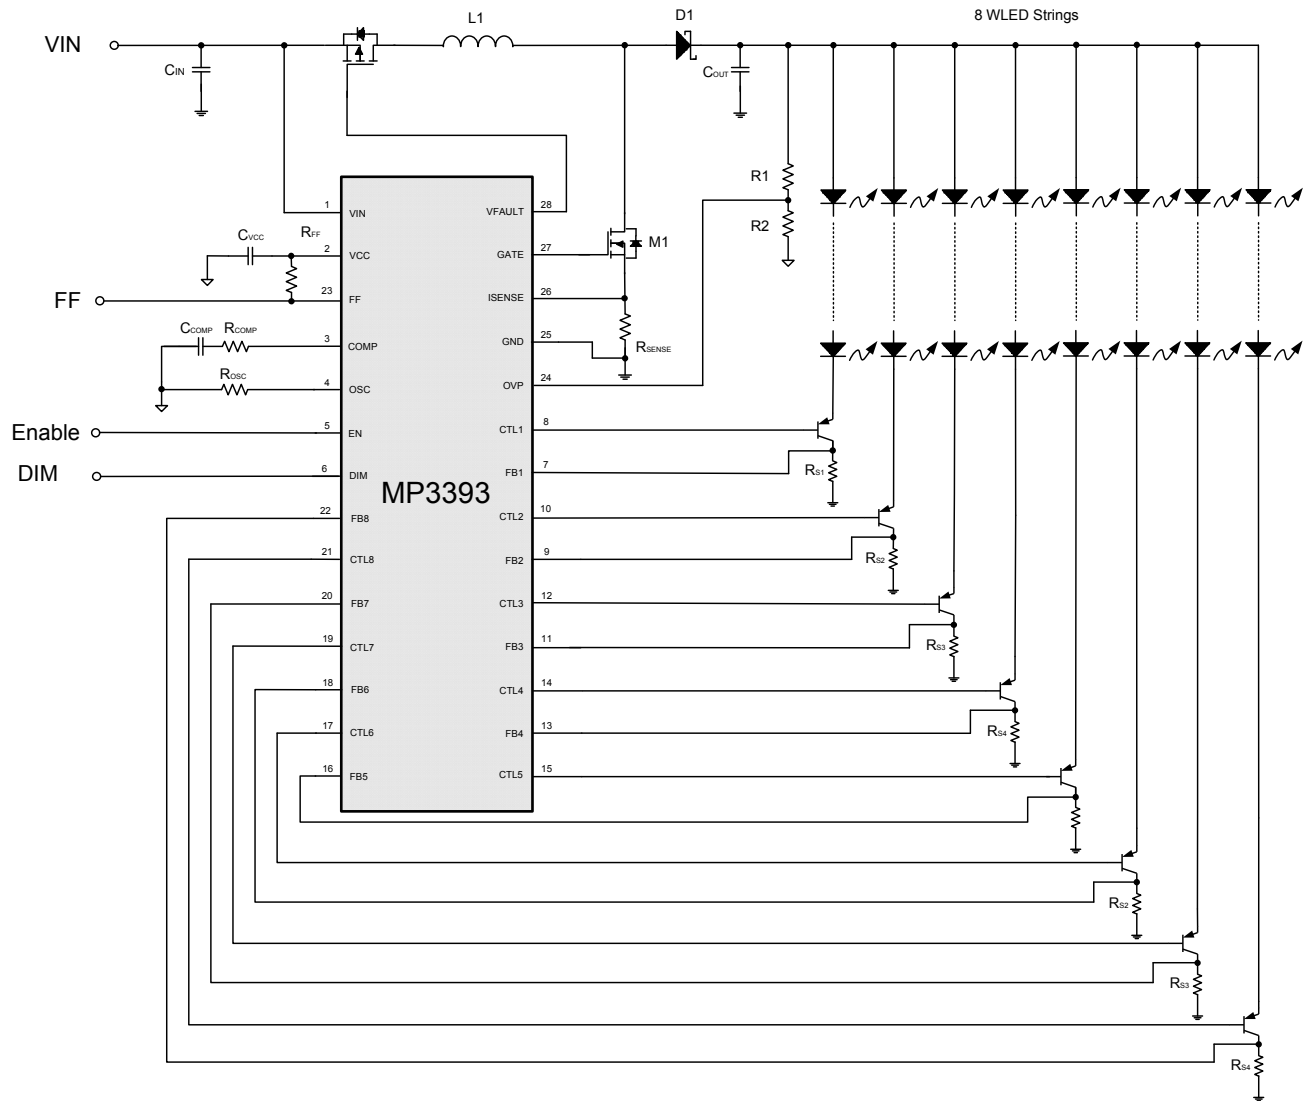 L1
D1
8 WLED Strings
VIN
CIN
COUT
R1
R2
1
VIN
VFAULT
28
CVCC
RFF
2
VCC
GATE
27
M1
FF
23
FF
ISENSE
26
CCOMP
RCOMP
3
COMP
GND
25
RSENSE
ROSC
4
OSC
OVP
24
Enable
5
EN
CTL1
8
DIM
6
DIM
FB1
7
RS1
MP3393
22
FB8
CTL2
10
21
CTL8
FB2
9
RS2
20
FB7
CTL3
12
19
CTL7
FB3
11
RS3
18
FB6
CTL4
14
17
CTL6
FB4
13
RS4
16
FB5
CTL5
15
RS2
RS3
RS4